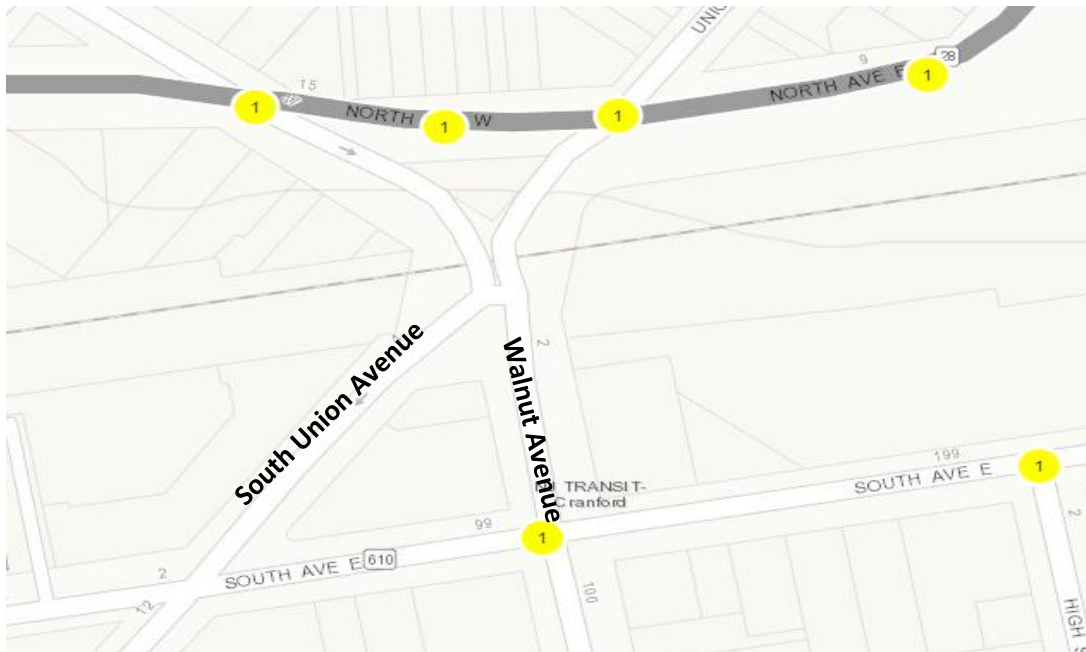 UNIO
28
9
1
NORTH AVE E
15
1
1
NORTH W
1
2
South Union Avenue
Walnut Avenue
199
1
SOUTH AVE E
TRANSIT-
Cranford
99
1
610
SOUTH AVE E
2
12
100
2
HIGH S